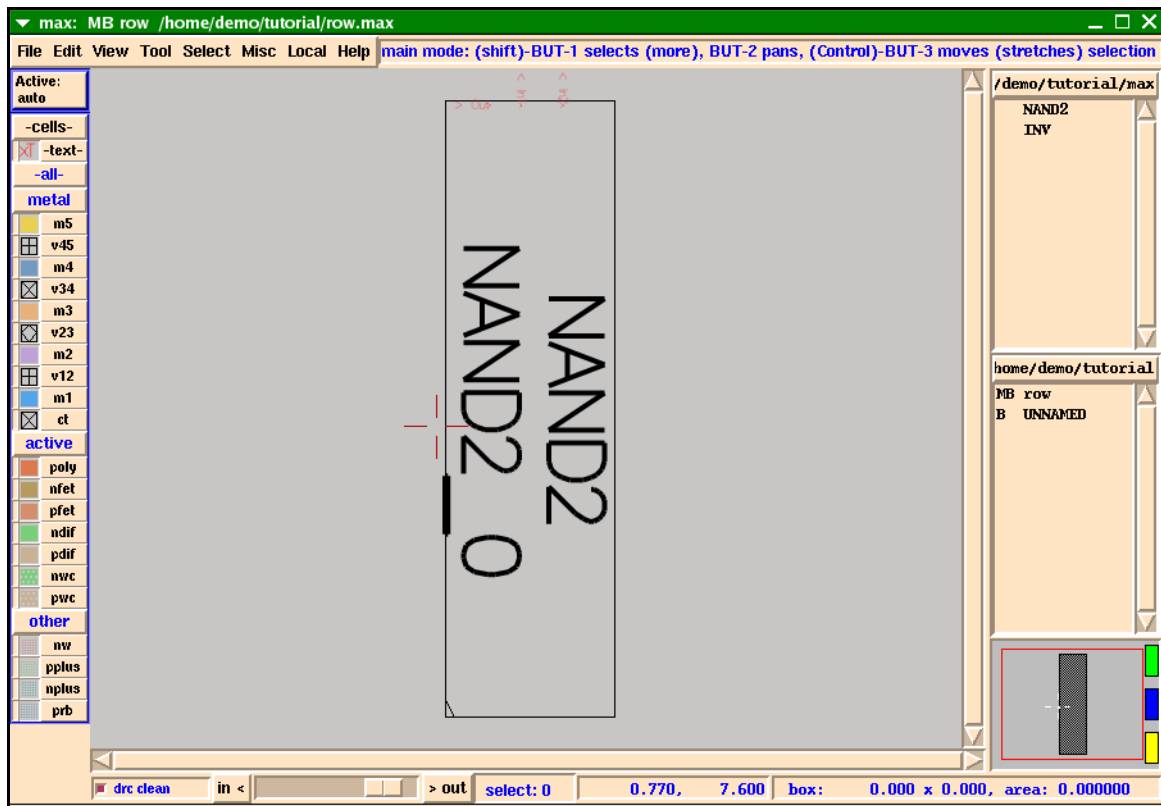 max: MB row /home/demo/tutorial/row.max
File Edit View Tool Select Misc Local Help main mode: (shift)-BUT-1 selects (more), BUT-2 pans, (Control)-BUT-3 moves (stretches) selection
Active:
auto
-cells-
-text-
-all-
metal
m5
v45
m4
v34
m3
v23
m2
v12
m1
ct
active
poly
nfet
pfet
ndif
pdif
nwc
pwc
other
nw
pplus
nplus
prb
> Out
NAND2_0
NAND2
/demo/tutorial/max
NAND2
INV
home/demo/tutorial
MB row
B UNNAMED
drc clean in < > out select: 0 0.770, 7.600 box: 0.000 x 0.000, area: 0.000000